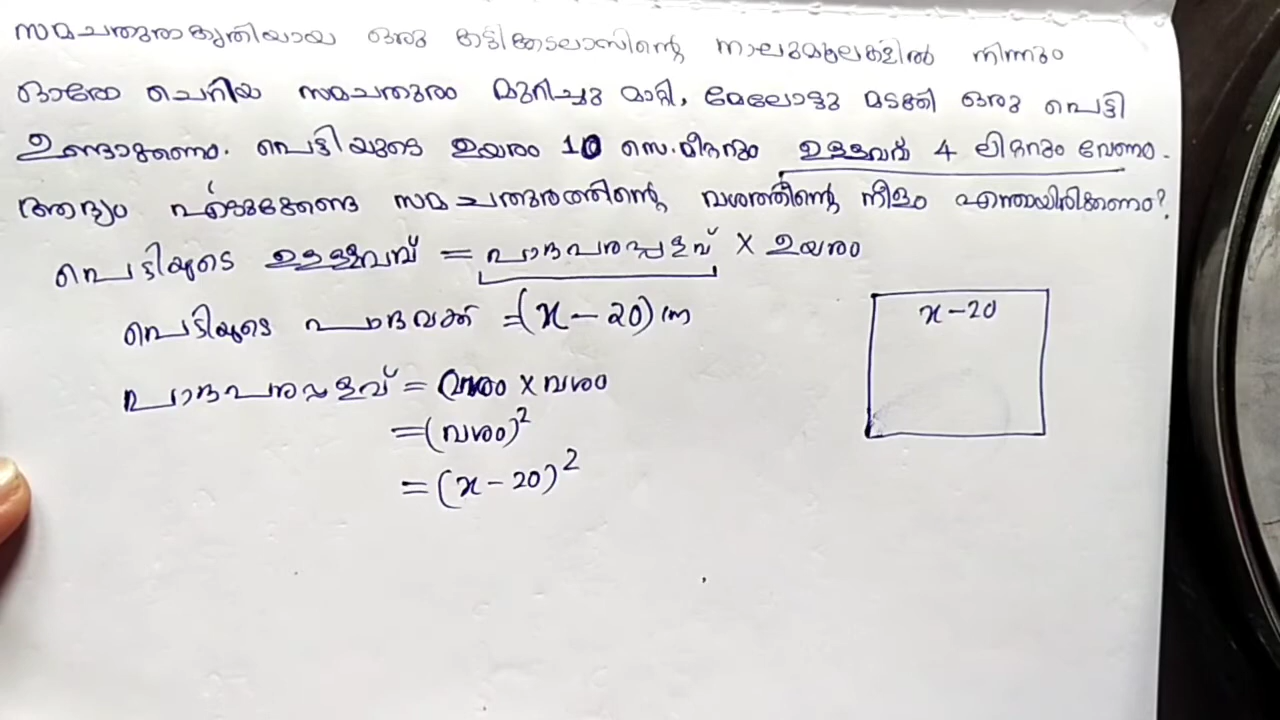 സമചതുരാകൃതിയായ ഒരു കട്ടിക്കടലാസിന്റെ നാലുമൂലകളിൽ നിന്നും
ഓരോ ചെറിയ സമചതുരം മുറിച്ചു മാറ്റി, മേലോട്ടു മടക്കി ഒരു പെട്ടി
ഉണ്ടാക്കണം. പെട്ടിയുടെ ഉയരം 10 സെ.മീറ്ററും ഉള്ളളവ് 4 ലിറ്ററും വേണം.
ആദ്യം എടുക്കേണ്ട സമചതുരത്തിന്റെ വശത്തിന്റെ നീളം എന്തായിരിക്കണം?
പെട്ടിയുടെ ഉള്ളളവ് = പാദപരപ്പളവ് × ഉയരം
പെട്ടിയുടെ പാദവക്ക് = (x - 20) cm
x - 20
പാദപരപ്പളവ് = വശം × വശം
= (വശം)²
= (x - 20)²